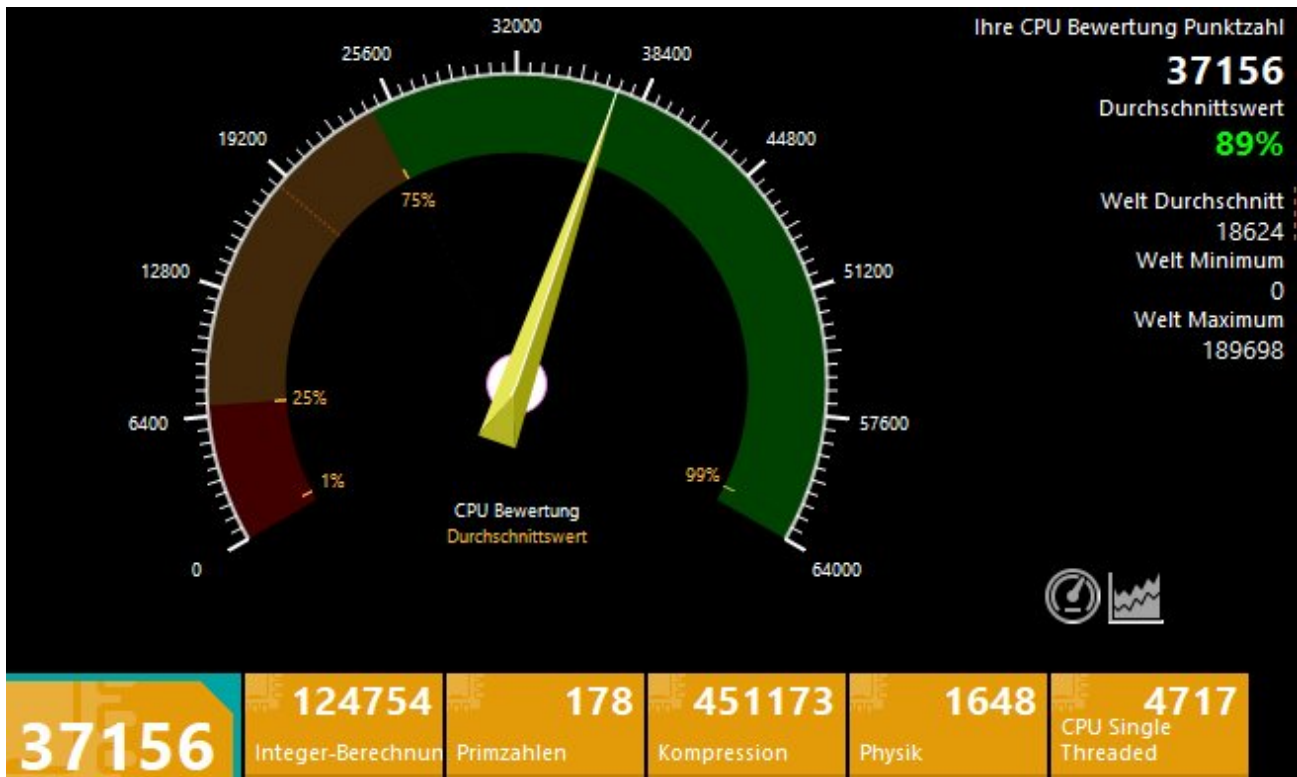 Ihre CPU Bewertung Punktzahl
37156
Durchschnittswert
89%
Welt Durchschnitt
18624
Welt Minimum
0
Welt Maximum
189698
0
6400
12800
19200
25600
32000
38400
44800
51200
57600
64000
1%
25%
75%
99%
CPU Bewertung
Durchschnittswert
37156
124754
Integer-Berechnun
178
Primzahlen
451173
Kompression
1648
Physik
4717
CPU Single
Threaded